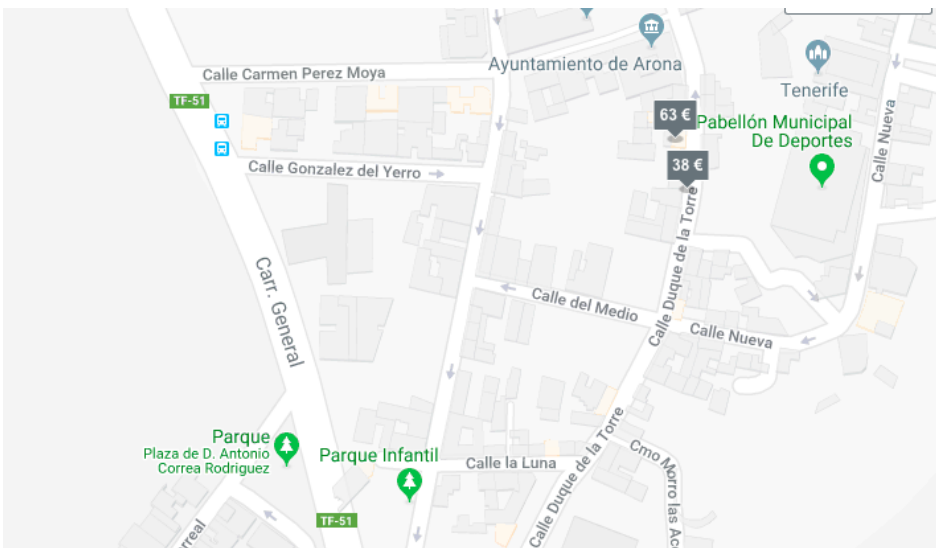 Ayuntamiento de Arona
Calle Carmen Perez Moya
TF-51
Tenerife
63 €
Pabellón Municipal
De Deportes
Calle Nueva
38 €
Calle Gonzalez del Yerro
Calle Duque de la Torre
Carr. General
Calle del Medio
Calle Nueva
Parque
Plaza de D. Antonio
Correa Rodriguez
Parque Infantil
Calle la Luna
Calle Duque de la Torre
Cmo Morro las Ace
TF-51
rreal